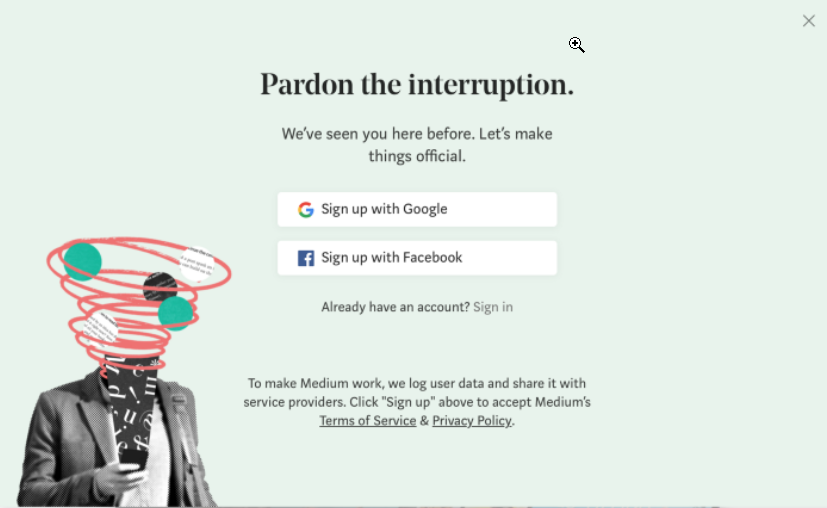 Pardon the interruption.
We’ve seen you here before. Let’s make
things official.
Sign up with Google
Sign up with Facebook
Already have an account? Sign in
To make Medium work, we log user data and share it with
service providers. Click "Sign up" above to accept Medium’s
Terms of Service & Privacy Policy.